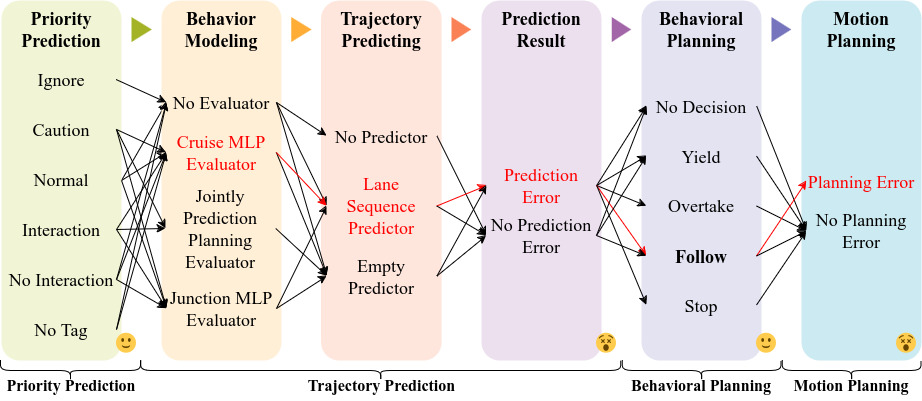 Priority
Prediction
Behavior
Modeling
Trajectory
Predicting
Prediction
Result
Behavioral
Planning
Motion
Planning
Ignore
Caution
Normal
Interaction
No Interaction
No Tag
No Evaluator
Cruise MLP
Evaluator
Jointly
Prediction
Planning
Evaluator
Junction MLP
Evaluator
No Predictor
Lane
Sequence
Predictor
Empty
Predictor
Prediction
Error
No Prediction
Error
No Decision
Yield
Overtake
Follow
Stop
Planning Error
No Planning
Error
Priority Prediction
Trajectory Prediction
Behavioral Planning
Motion Planning